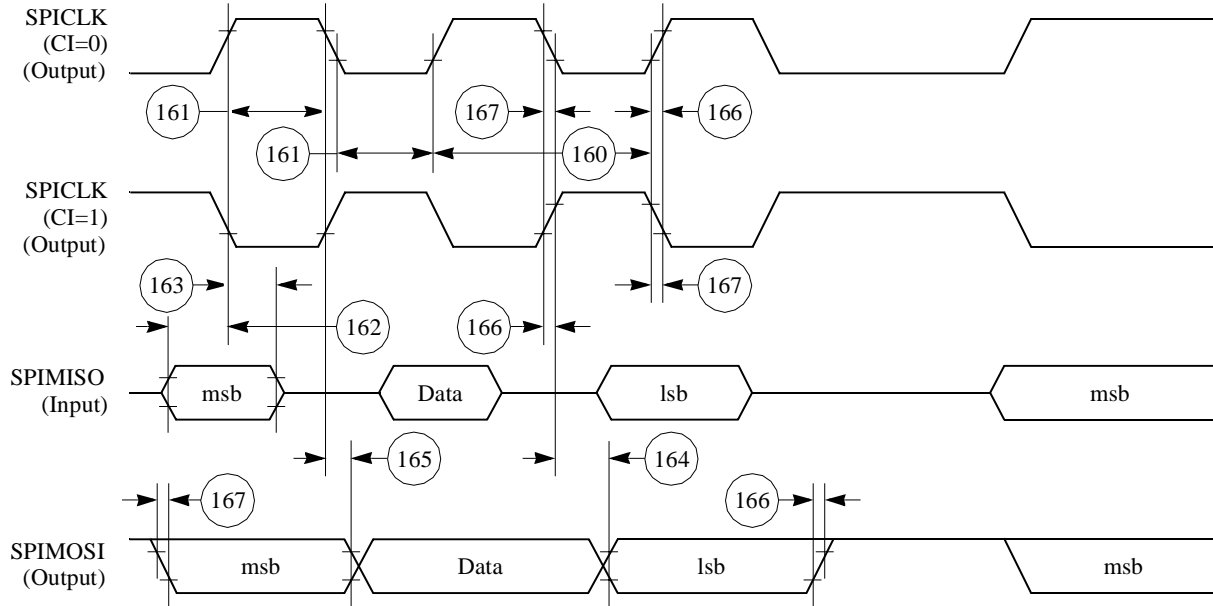 SPICLK
(CI=0)
(Output)
161
167
166
161
160
SPICLK
(CI=1)
(Output)
163
167
162
166
SPIMISO
(Input)
msb
Data
lsb
msb
165
164
167
166
SPIMOSI
(Output)
msb
Data
lsb
msb